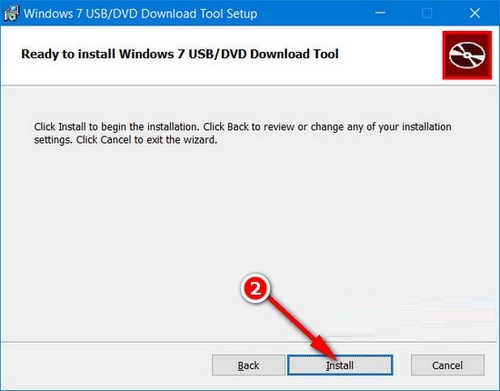 Windows 7 USB/DVD Download Tool Setup
Ready to install Windows 7 USB/DVD Download Tool
Click Install to begin the installation. Click Back to review or change any of your installation
settings. Click Cancel to exit the wizard.
2
Back Install Cancel